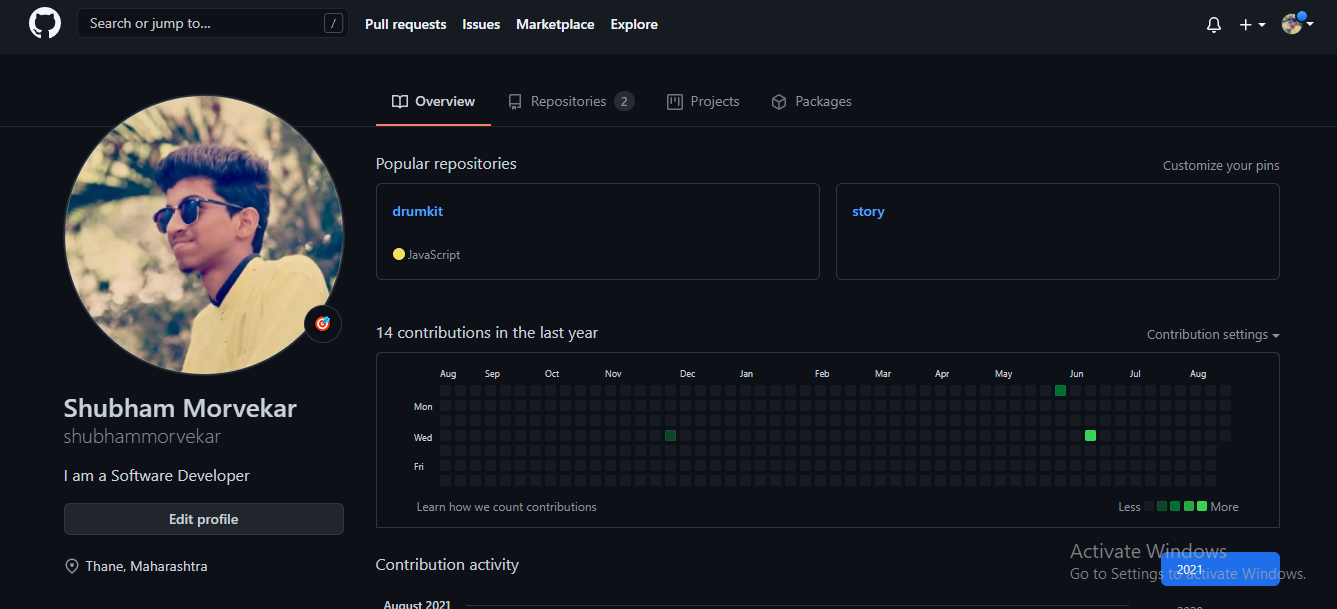 Search or jump to... /
Pull requests Issues Marketplace Explore
Overview Repositories 2 Projects Packages
Popular repositories
Customize your pins
drumkit
JavaScript
story
14 contributions in the last year
Contribution settings
Aug Sep Oct Nov Dec Jan Feb Mar Apr May Jun Jul Aug
Mon
Wed
Fri
Learn how we count contributions
Less More
Shubham Morvekar
shubhammorvekar
I am a Software Developer
Edit profile
Thane, Maharashtra
Contribution activity
August 2021
2021
Activate Windows
Go to Settings to activate Windows.